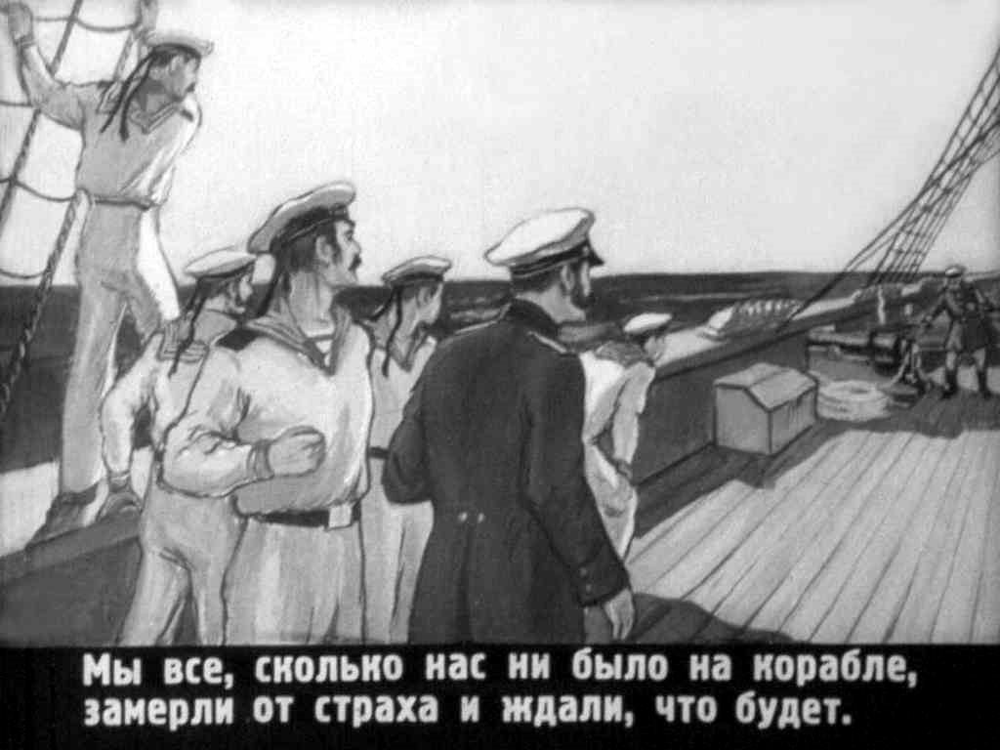 Мы все, сколько нас ни было на корабле,
замерли от страха и ждали, что будет.